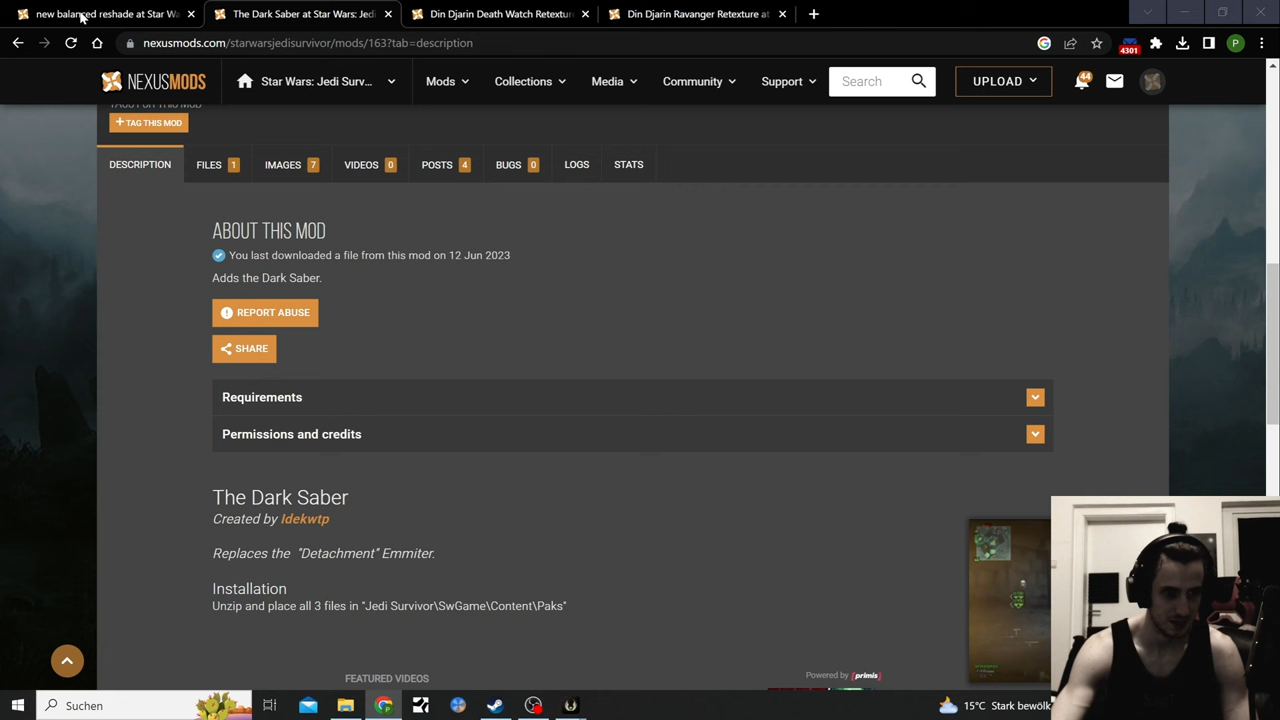 new balanced reshade at Star Wa
The Dark Saber at Star Wars: Jedi
Din Djarin Death Watch Retexture
Din Djarin Ravanger Retexture at
nexusmods.com/starwarsjedisurvivor/mods/163?tab=description
4301
P
NEXUSMODS
Star Wars: Jedi Surv...
Mods
Collections
Media
Community
Support
Search
UPLOAD
44
+ TAG THIS MOD
DESCRIPTION
FILES 1
IMAGES 7
VIDEOS 0
POSTS 4
BUGS 0
LOGS
STATS
ABOUT THIS MOD
You last downloaded a file from this mod on 12 Jun 2023
Adds the Dark Saber.
REPORT ABUSE
SHARE
Requirements
Permissions and credits
The Dark Saber
Created by Idekwtp
Replaces the "Detachment" Emmiter.
Installation
Unzip and place all 3 files in "Jedi Survivor\SwGame\Content\Paks"
FEATURED VIDEOS
Powered by [primis]
Suchen
15°C Stark bewölk